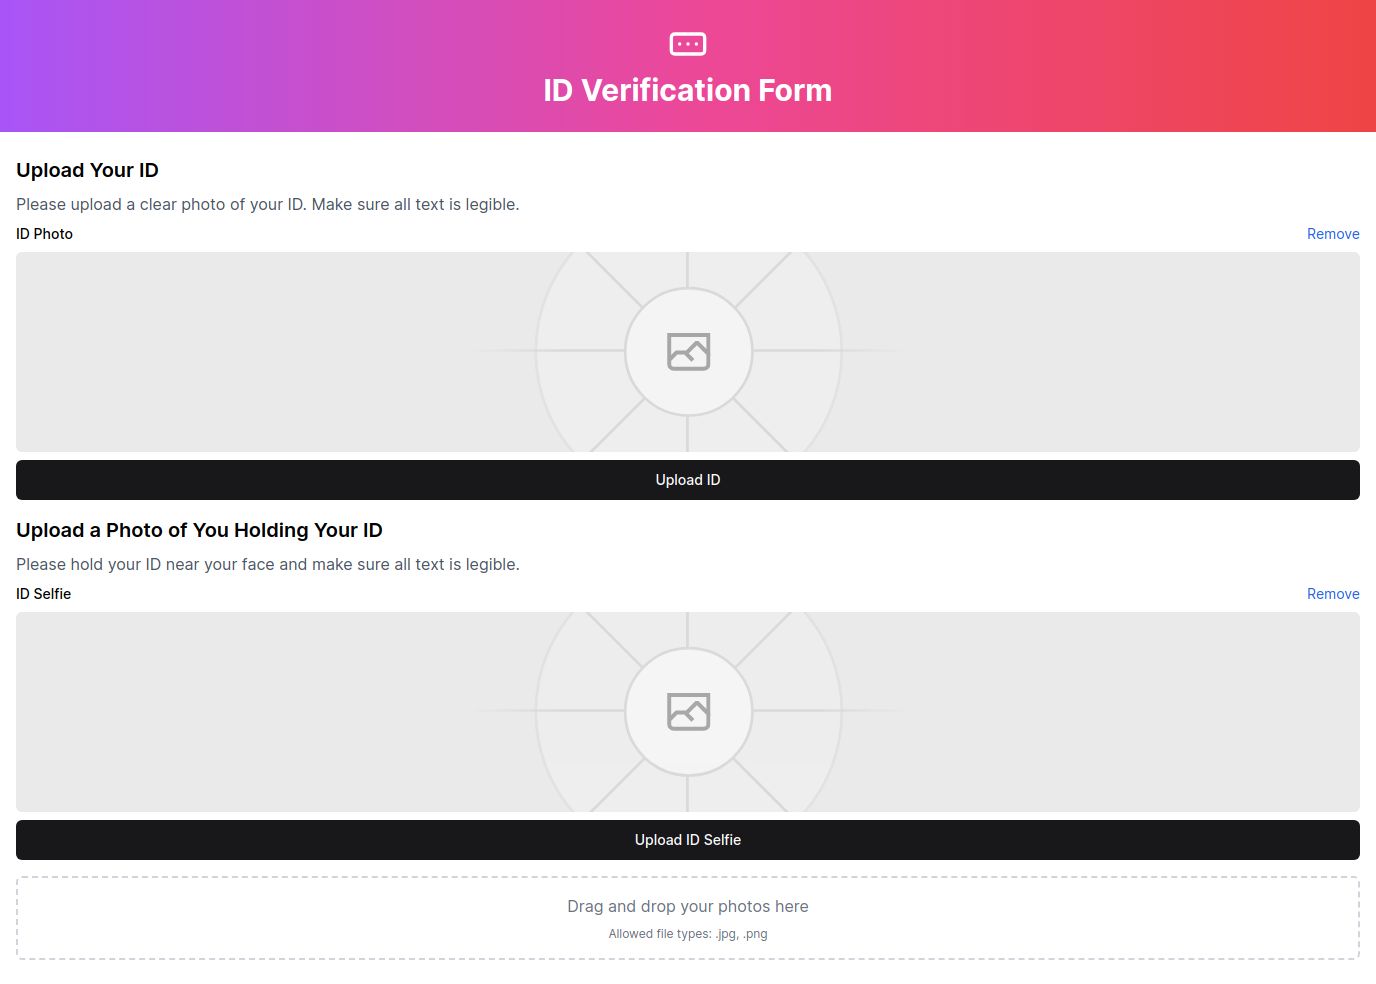 ID Verification Form
Upload Your ID
Please upload a clear photo of your ID. Make sure all text is legible.
ID Photo
Remove
Upload ID
Upload a Photo of You Holding Your ID
Please hold your ID near your face and make sure all text is legible.
ID Selfie
Remove
Upload ID Selfie
Drag and drop your photos here
Allowed file types: .jpg, .png